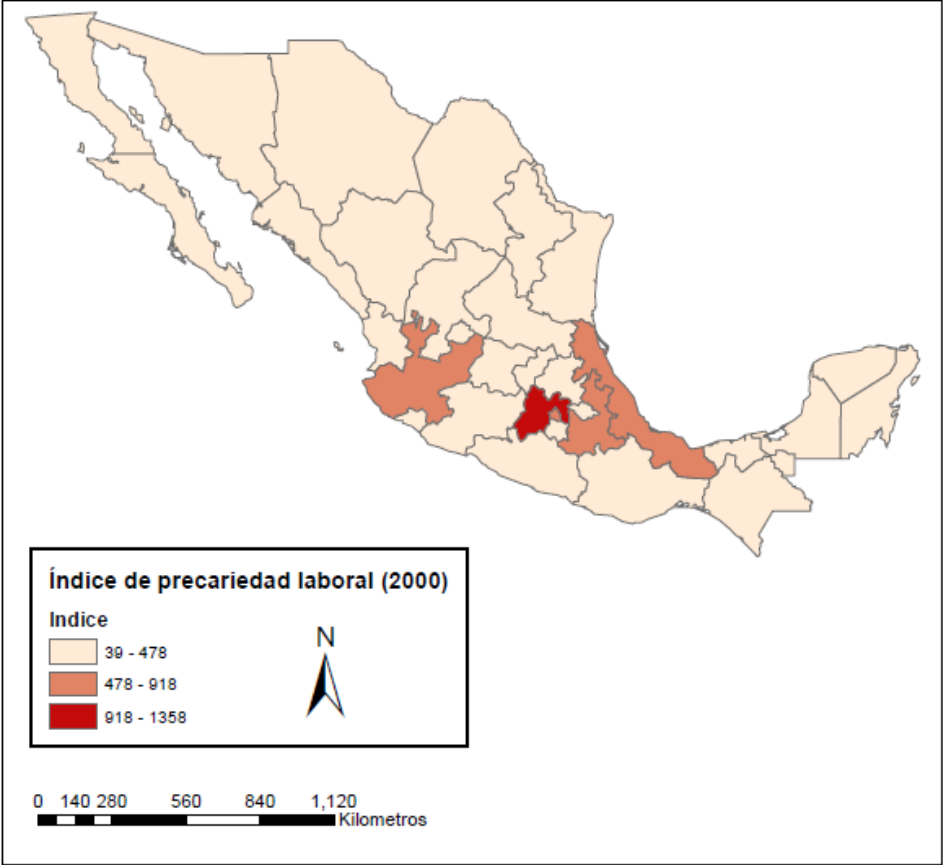 Índice de precariedad laboral (2000)
Indice
N
39 - 478
478 - 918
918 - 1358
0 140 280 560 840 1,120
Kilometros